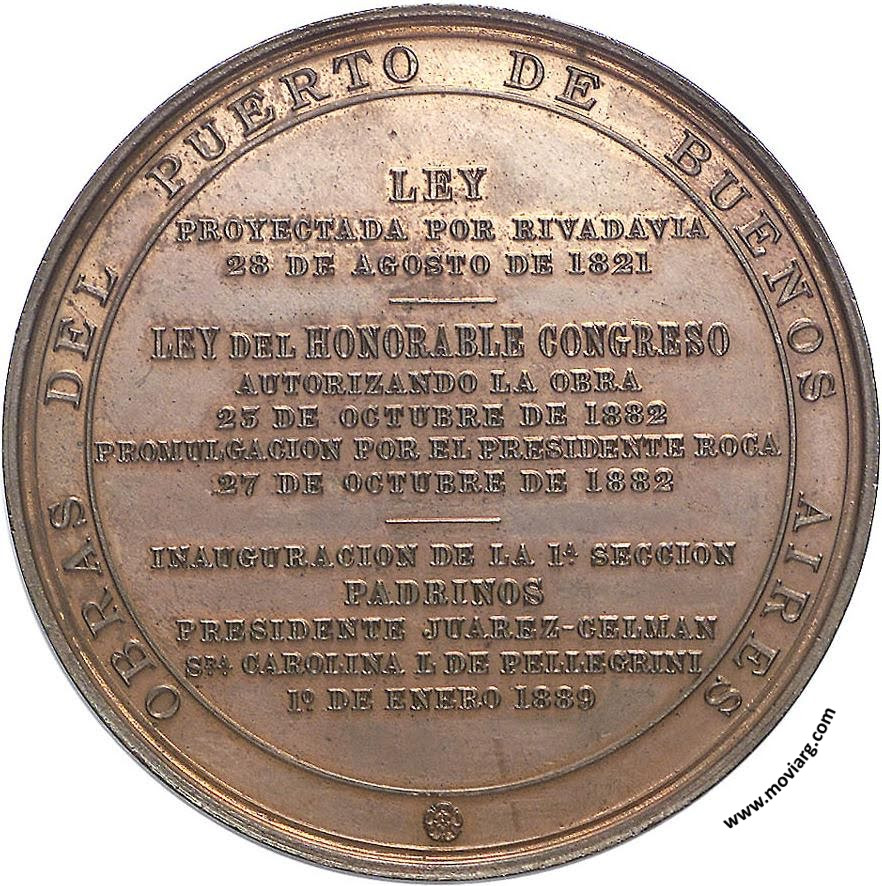 OBRAS DEL PUERTO DE BUENOS AIRES
LEY
PROYECTADA POR RIVADAVIA
28 DE AGOSTO DE 1821
LEY DEL HONORABLE CONGRESO
AUTORIZANDO LA OBRA
23 DE OCTUBRE DE 1882
PROMULGACION POR EL PRESIDENTE ROCA
27 DE OCTUBRE DE 1882
INAUGURACION DE LA 1ª SECCION
PADRINOS
PRESIDENTE JUAREZ-CELMAN
Sᴿᴬ CAROLINA L DE PELLEGRINI
1º DE ENERO 1889
www.moviarg.com